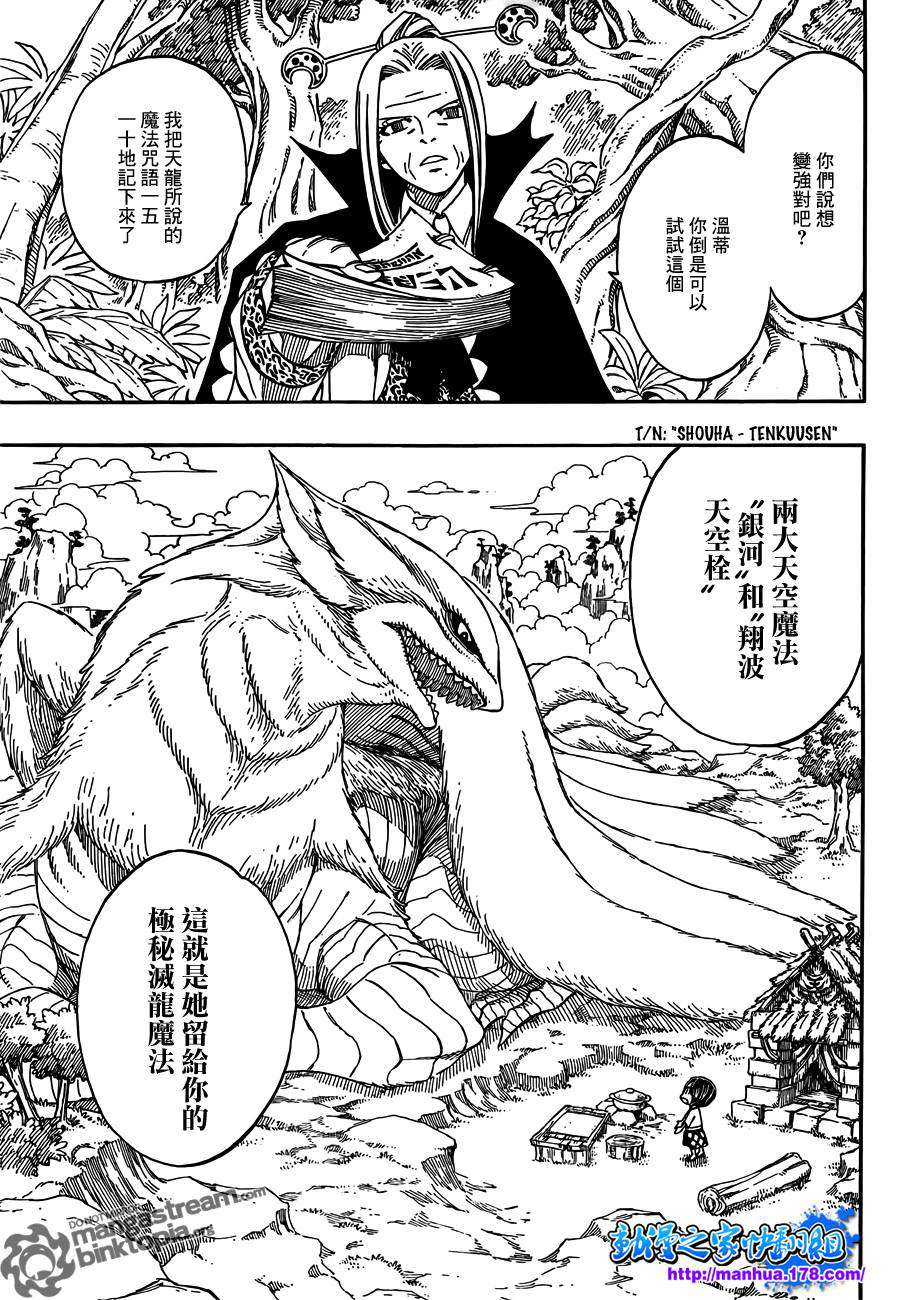 你們說想
變強對吧?
溫蒂
你倒是可以
試試這個
我把天龍所說的
魔法咒語一五
一十地記下來了
T/N: "SHOUHA - TENKUUSEN"
兩大天空魔法
〝銀河〞和〝翔波
天空栓〞
這就是她留給你的
極秘滅龍魔法
mangastream.com
binktopia.org
動漫之家快翻組
http://manhua.178.com/